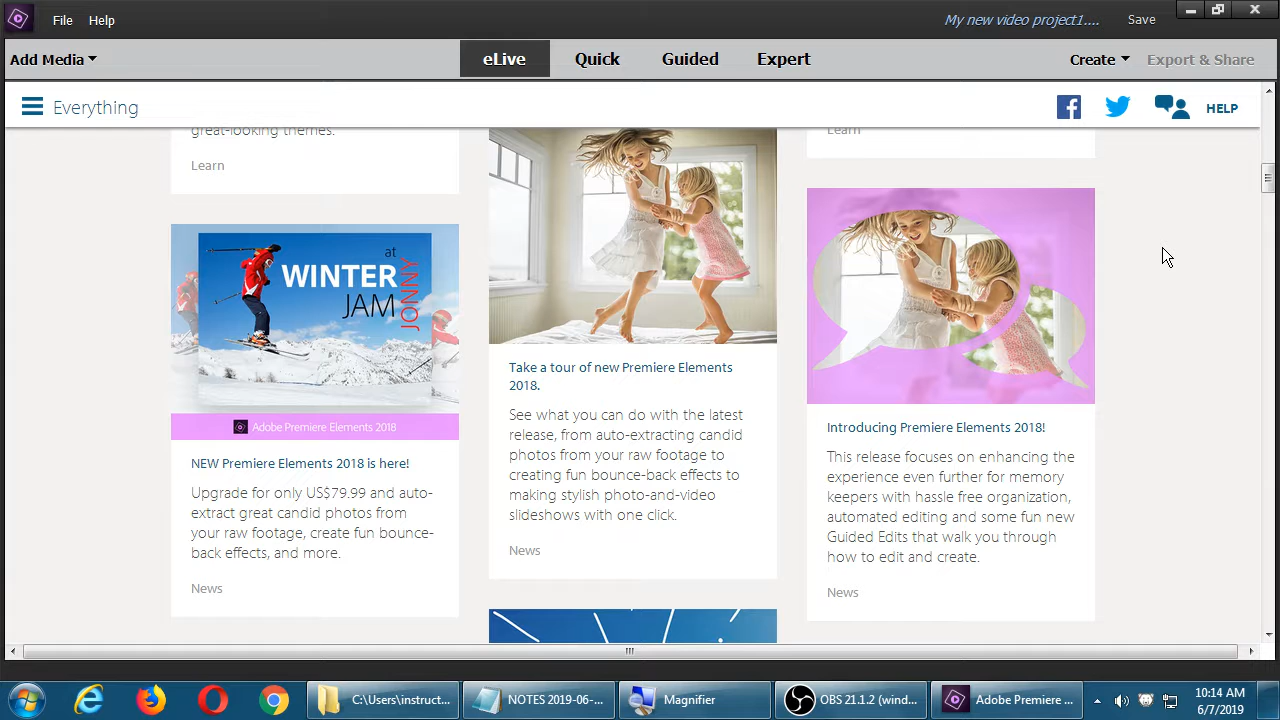 File Help
My new video project1.... Save
Add Media
eLive Quick Guided Expert
Create Export & Share
Everything
HELP
great-looking themes.
Learn
at
WINTER
JAM
JONNY
Adobe Premiere Elements 2018
NEW Premiere Elements 2018 is here!
Upgrade for only US$79.99 and auto-
extract great candid photos from
your raw footage, create fun bounce-
back effects, and more.
News
Take a tour of new Premiere Elements
2018.
See what you can do with the latest
release, from auto-extracting candid
photos from your raw footage to
creating fun bounce-back effects to
making stylish photo-and-video
slideshows with one click.
News
Learn
Introducing Premiere Elements 2018!
This release focuses on enhancing the
experience even further for memory
keepers with hassle free organization,
automated editing and some fun new
Guided Edits that walk you through
how to edit and create.
News
C:\Users\instruct...
NOTES 2019-06-...
Magnifier
OBS 21.1.2 (wind...
Adobe Premiere ...
10:14 AM
6/7/2019